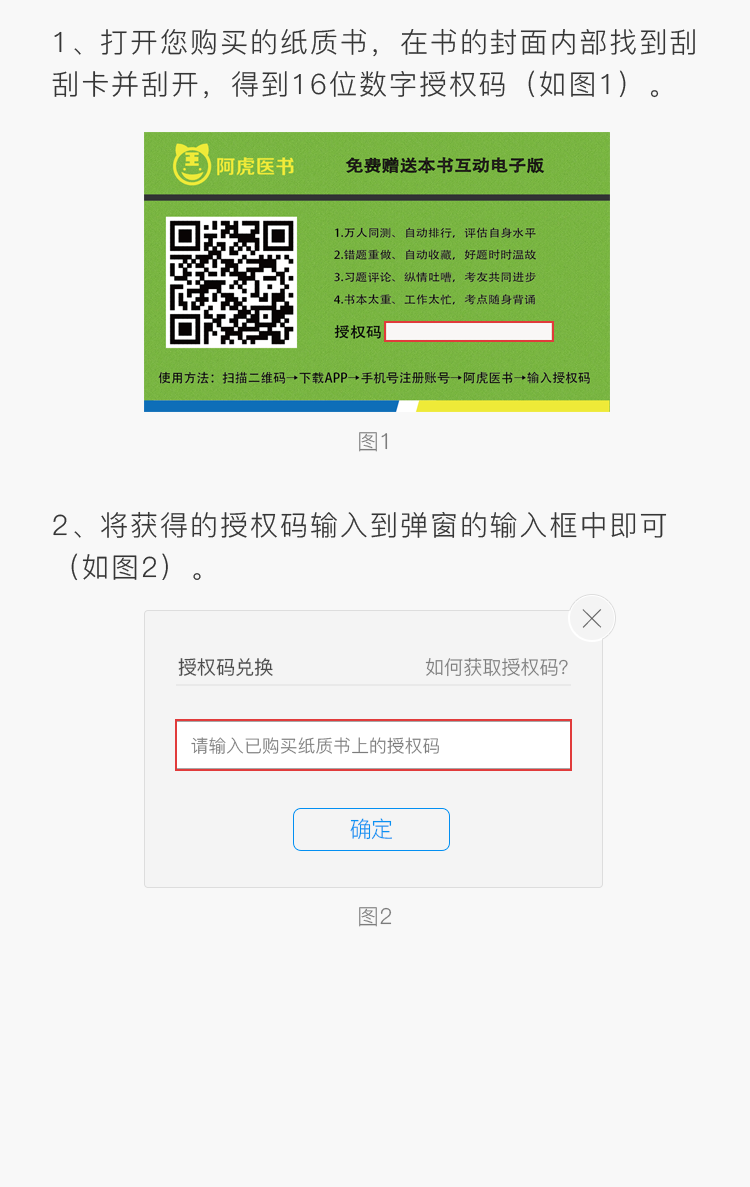 1、打开您购买的纸质书，在书的封面内部找到刮
刮卡并刮开，得到16位数字授权码（如图1）。
阿虎医书
免费赠送本书互动电子版
1.万人同测、自动排行，评估自身水平
2.错题重做、自动收藏，好题时时温故
3.习题评论、纵情吐嘈，考友共同进步
4.书本太重、工作太忙，考点随身背诵
授权码
使用方法：扫描二维码→下载APP→手机号注册账号→阿虎医书→输入授权码
图1
2、将获得的授权码输入到弹窗的输入框中即可
（如图2）。
授权码兑换
如何获取授权码?
请输入已购买纸质书上的授权码
确定
图2